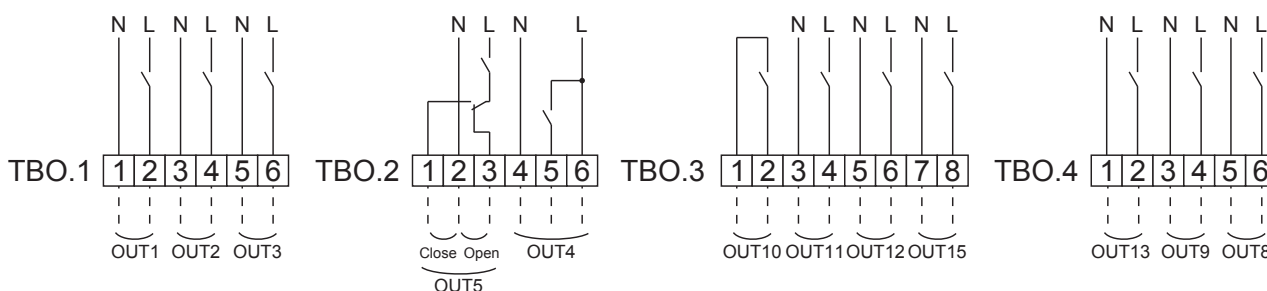 N L N L N L N L N L N L N L N L N L N L N L
TBO.1 1 2 3 4 5 6 TBO.2 1 2 3 4 5 6 TBO.3 1 2 3 4 5 6 7 8 TBO.4 1 2 3 4 5 6
OUT1 OUT2 OUT3 Close Open OUT4 OUT10 OUT11 OUT12 OUT15 OUT13 OUT9 OUT8
OUT5